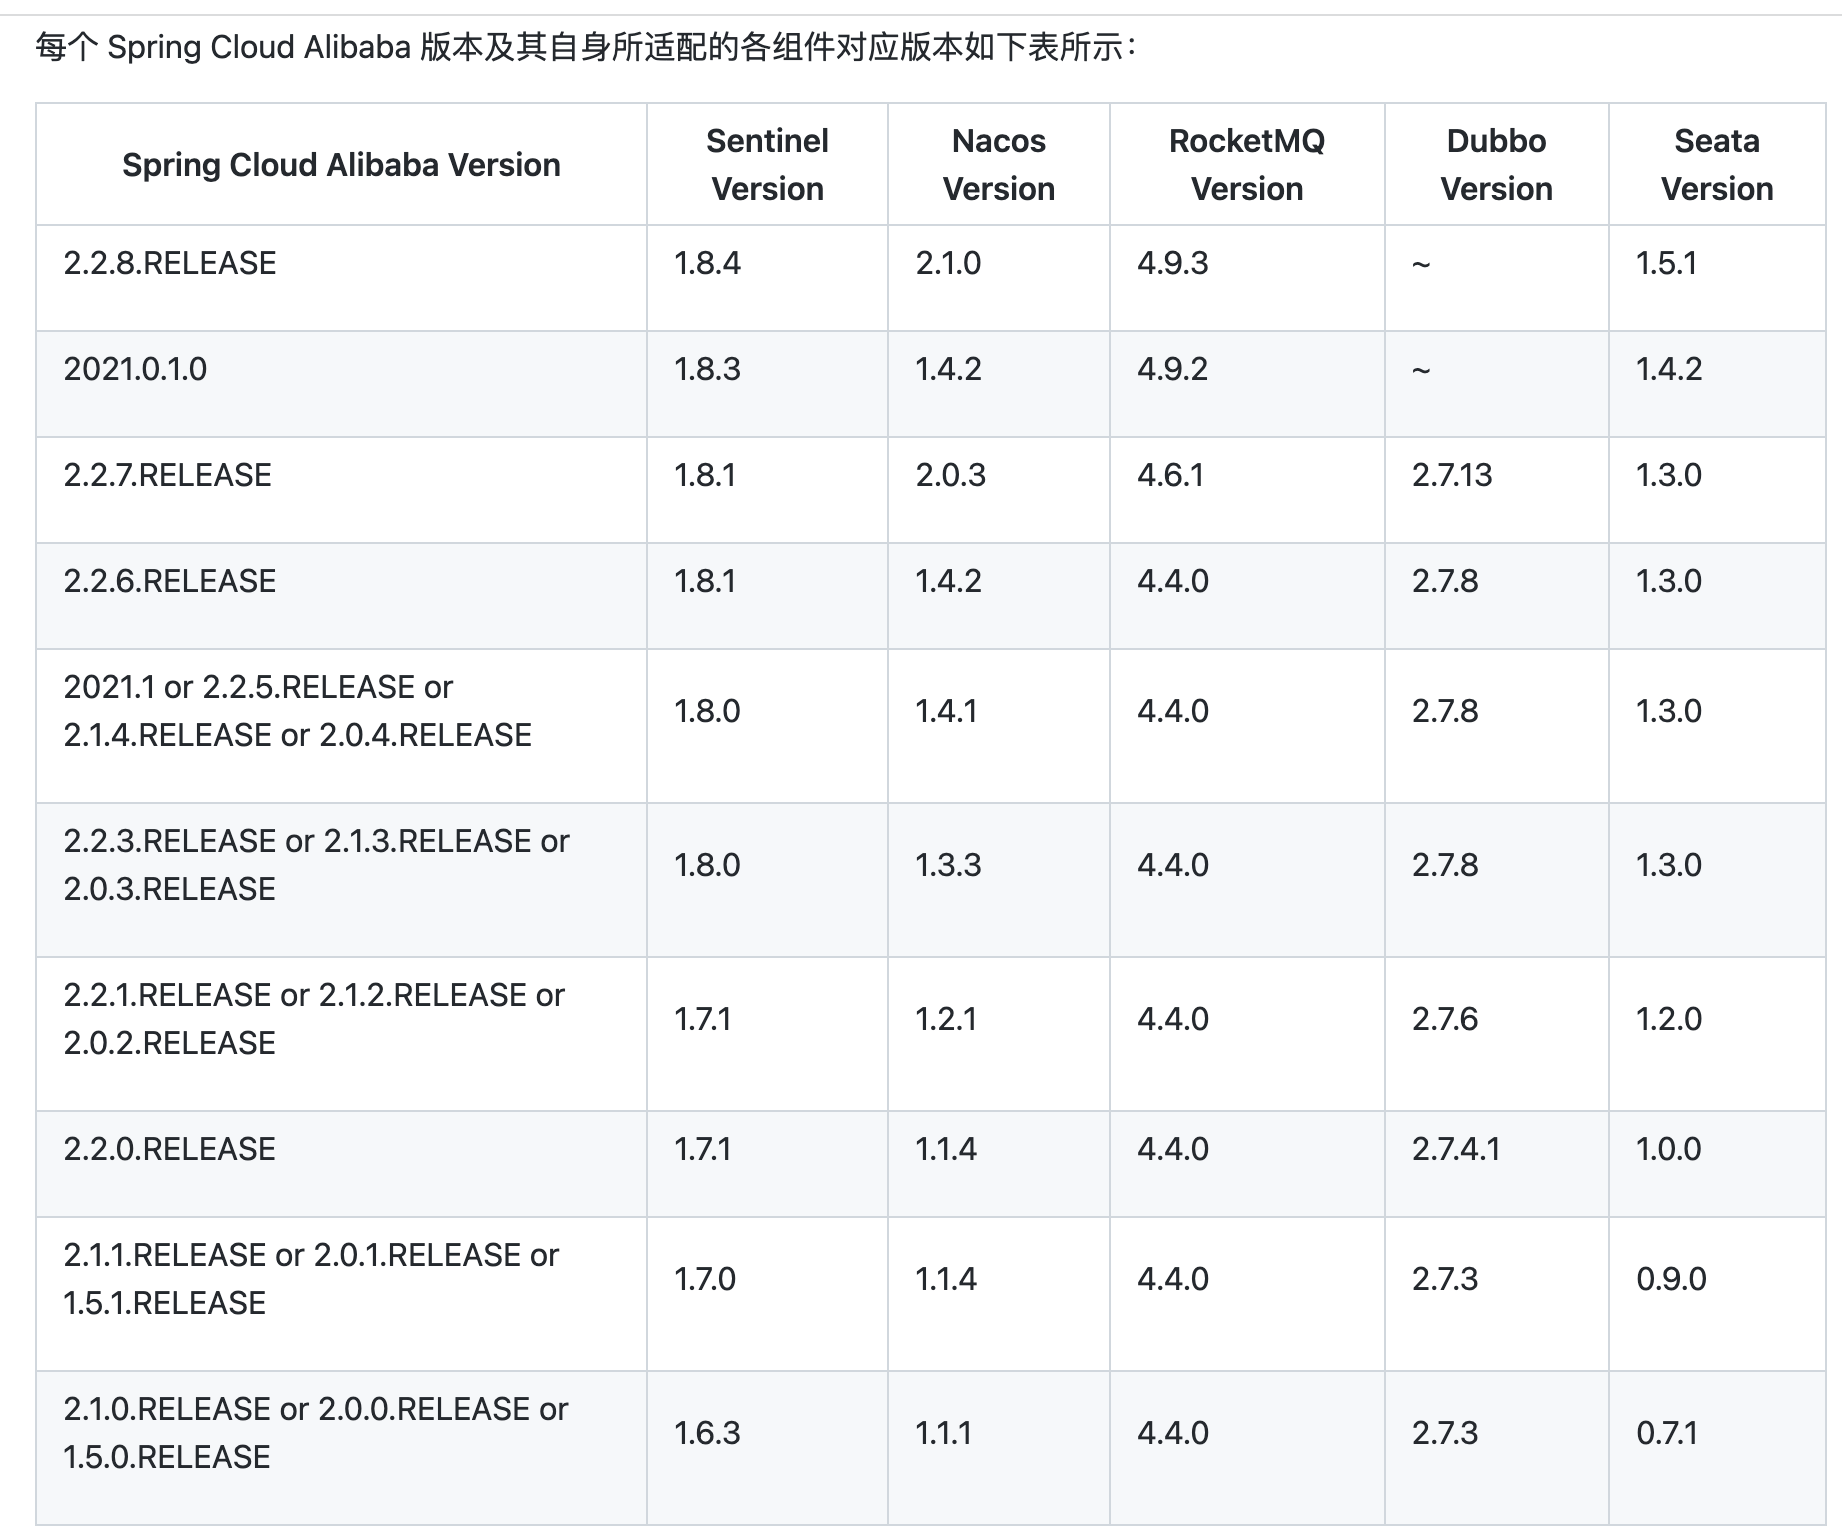 每个 Spring Cloud Alibaba 版本及其自身所适配的各组件对应版本如下表所示：
Spring Cloud Alibaba Version Sentinel Version Nacos Version RocketMQ Version Dubbo Version Seata Version
2.2.8.RELEASE 1.8.4 2.1.0 4.9.3 ~ 1.5.1
2021.0.1.0 1.8.3 1.4.2 4.9.2 ~ 1.4.2
2.2.7.RELEASE 1.8.1 2.0.3 4.6.1 2.7.13 1.3.0
2.2.6.RELEASE 1.8.1 1.4.2 4.4.0 2.7.8 1.3.0
2021.1 or 2.2.5.RELEASE or
2.1.4.RELEASE or 2.0.4.RELEASE 1.8.0 1.4.1 4.4.0 2.7.8 1.3.0
2.2.3.RELEASE or 2.1.3.RELEASE or
2.0.3.RELEASE 1.8.0 1.3.3 4.4.0 2.7.8 1.3.0
2.2.1.RELEASE or 2.1.2.RELEASE or
2.0.2.RELEASE 1.7.1 1.2.1 4.4.0 2.7.6 1.2.0
2.2.0.RELEASE 1.7.1 1.1.4 4.4.0 2.7.4.1 1.0.0
2.1.1.RELEASE or 2.0.1.RELEASE or
1.5.1.RELEASE 1.7.0 1.1.4 4.4.0 2.7.3 0.9.0
2.1.0.RELEASE or 2.0.0.RELEASE or
1.5.0.RELEASE 1.6.3 1.1.1 4.4.0 2.7.3 0.7.1